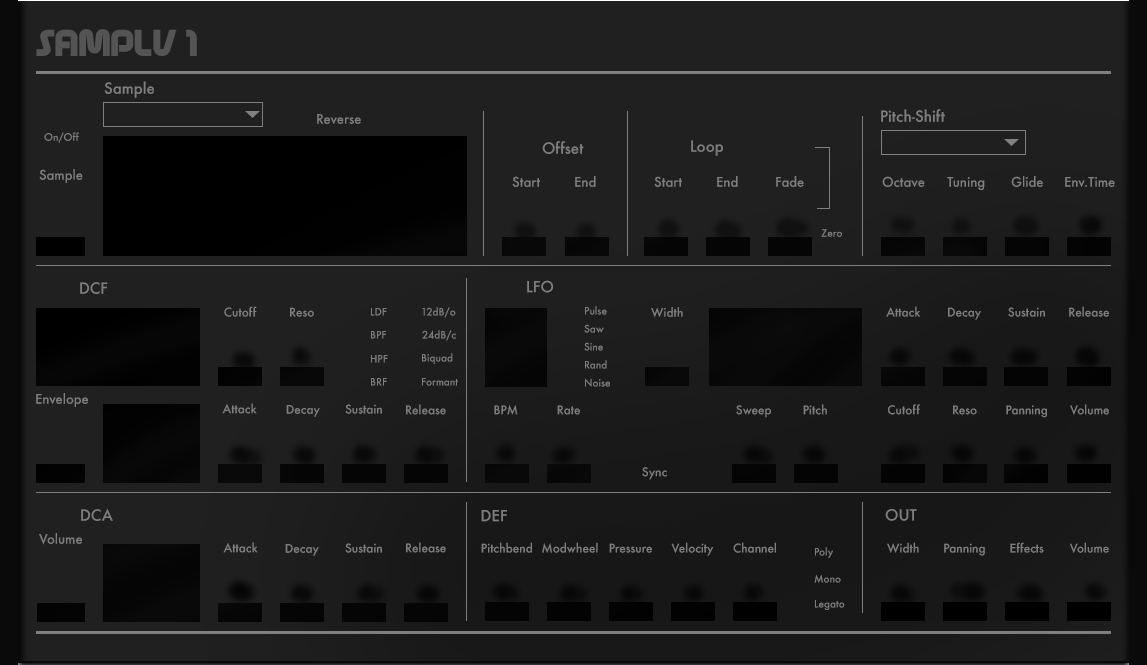 SAMPLV 1
Sample
Reverse
On/Off
Sample
Offset
Start End
Loop
Start End Fade
Zero
Pitch-Shift
Octave Tuning Glide Env.Time
DCF
Cutoff Reso
LDF 12dB/o
BPF 24dB/c
HPF Biquad
BRF Formant
Envelope
Attack Decay Sustain Release
LFO
Pulse
Saw
Sine
Rand
Noise
Width
Attack Decay Sustain Release
BPM Rate
Sync
Sweep Pitch
Cutoff Reso Panning Volume
DCA
Volume
Attack Decay Sustain Release
DEF
Pitchbend Modwheel Pressure Velocity Channel
Poly
Mono
Legato
OUT
Width Panning Effects Volume